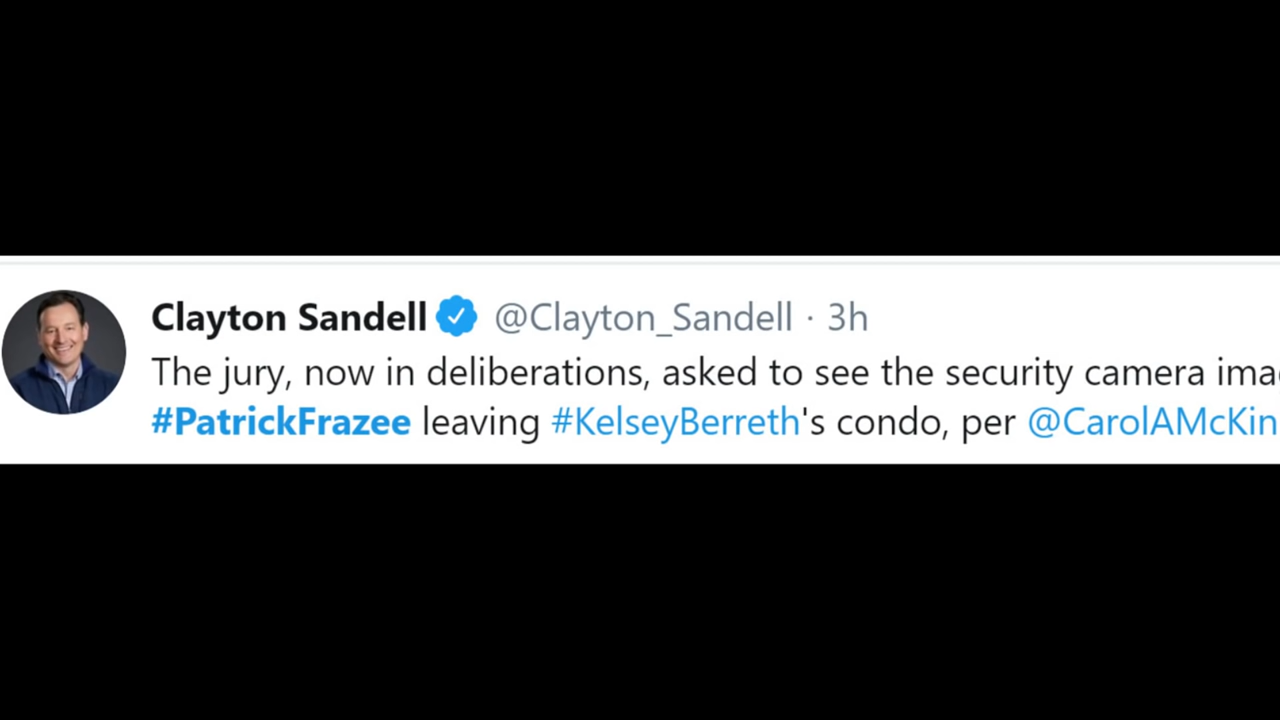 Clayton Sandell @Clayton_Sandell · 3h
The jury, now in deliberations, asked to see the security camera
#PatrickFrazee leaving #KelseyBerreth's condo, per